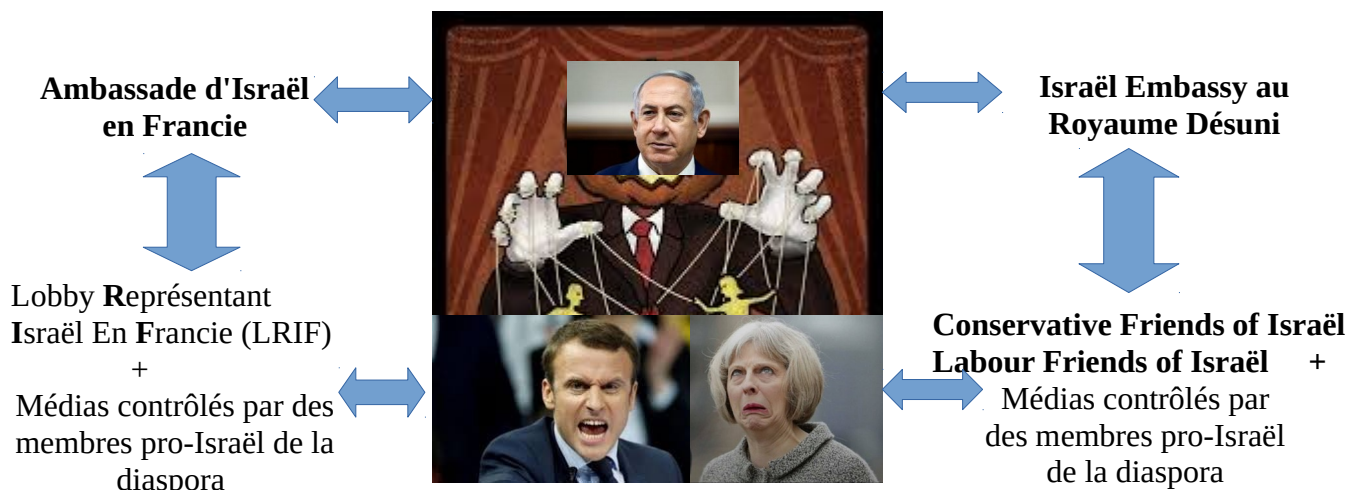 Ambassade d'Israël
en Francie
Israël Embassy au
Royaume Désuni
Lobby Représentant
Israël En Francie (LRIF)
+
Médias contrôlés par des
membres pro-Israël de la
diaspora
Conservative Friends of Israël
Labour Friends of Israël +
Médias contrôlés par
des membres pro-Israël
de la diaspora